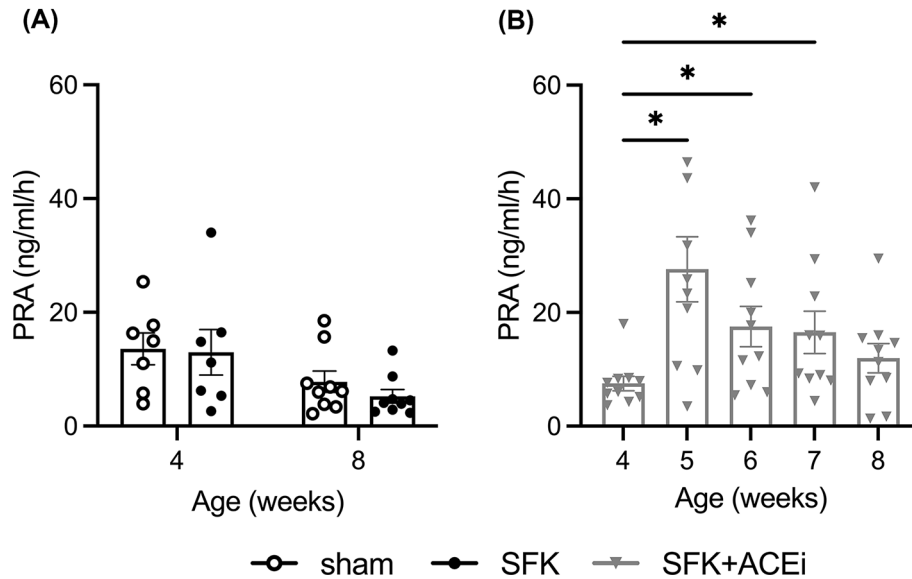 (A)
60
40
20
0
PRA (ng/ml/h)
4
8
Age (weeks)
(B)
*
*
*
60
40
20
0
PRA (ng/ml/h)
4
5
6
7
8
Age (weeks)
sham
SFK
SFK+ACEi